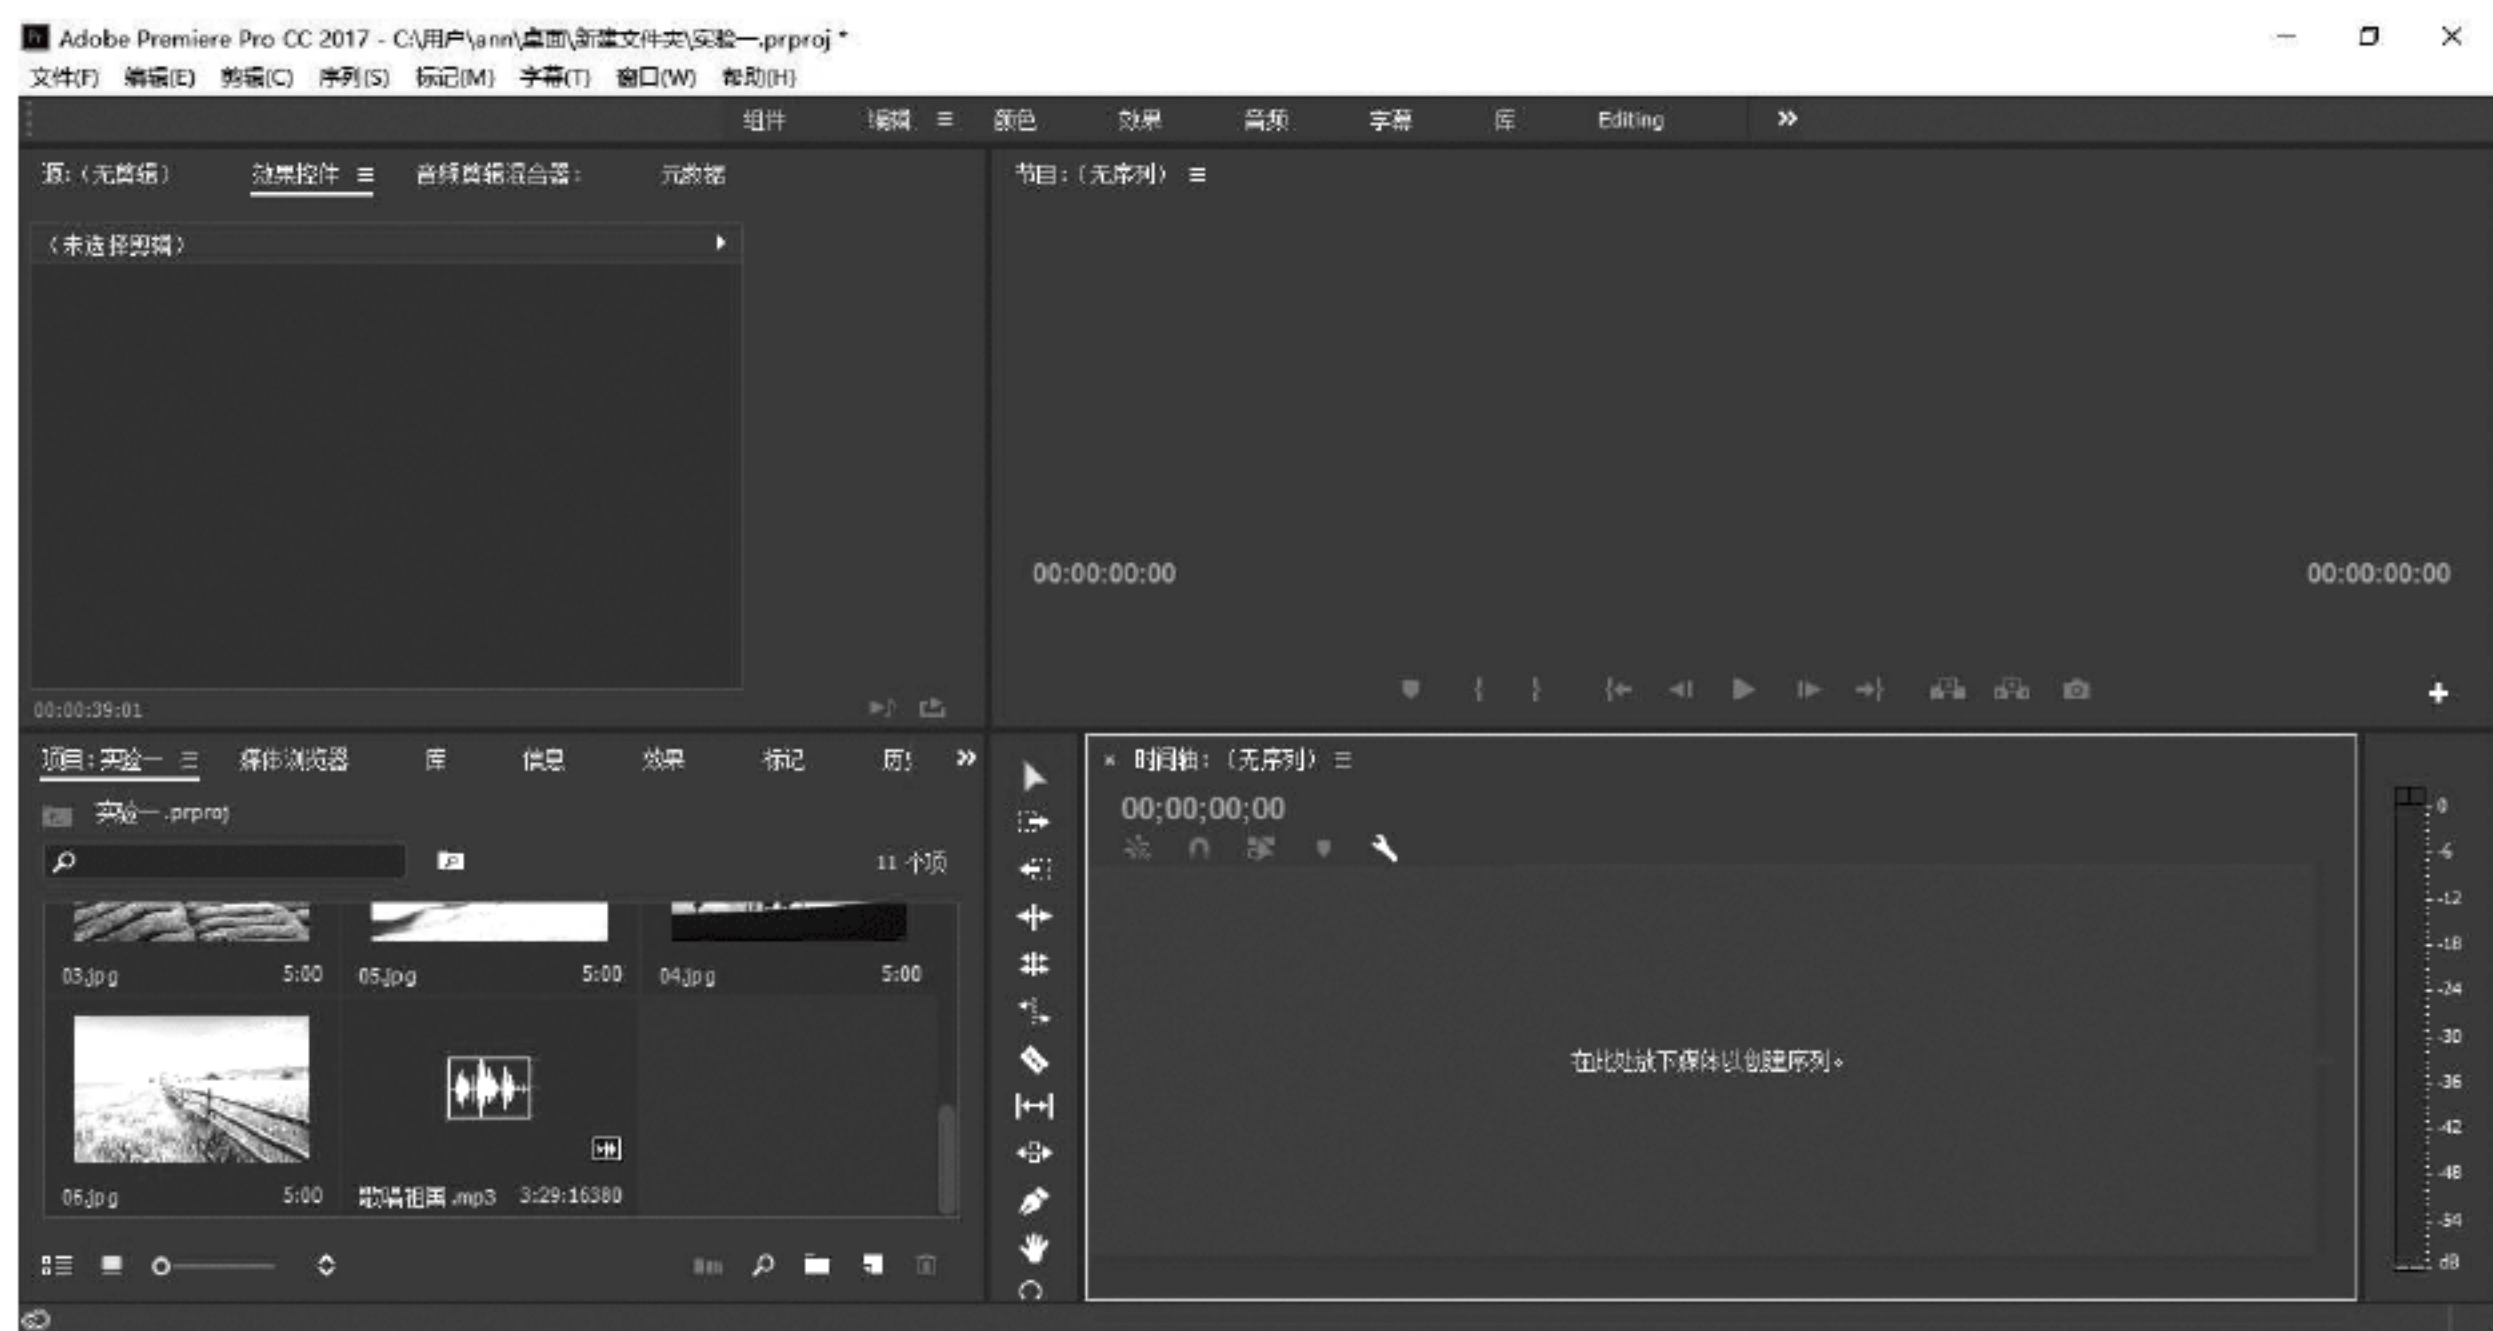 Adobe Premiere Pro CC 2017 - C:\用户\ann\桌面\新建文件夹\实验一.prproj *
文件(F) 编辑(E) 剪辑(C) 序列(S) 标记(M) 字幕(T) 窗口(W) 帮助(H)
组件 编辑 颜色 效果 音频 字幕 库 Editing
源:（无剪辑） 效果控件 音频剪辑混合器: 元数据
节目:（无序列）
（未选择剪辑）
00:00:00:00 00:00:00:00
00:00:39:01
项目:实验一 媒体浏览器 库 信息 效果 标记
× 时间轴:（无序列）
实验一.prproj
00;00;00;00
11 个项
03.jpg 5:00 05.jpg 5:00 04.jpg 5:00
06.jpg 5:00 歌唱祖国.mp3 3:29:16380
在此处放下媒体以创建序列。
0
-6
-12
-18
-24
-30
-36
-42
-48
-54
dB